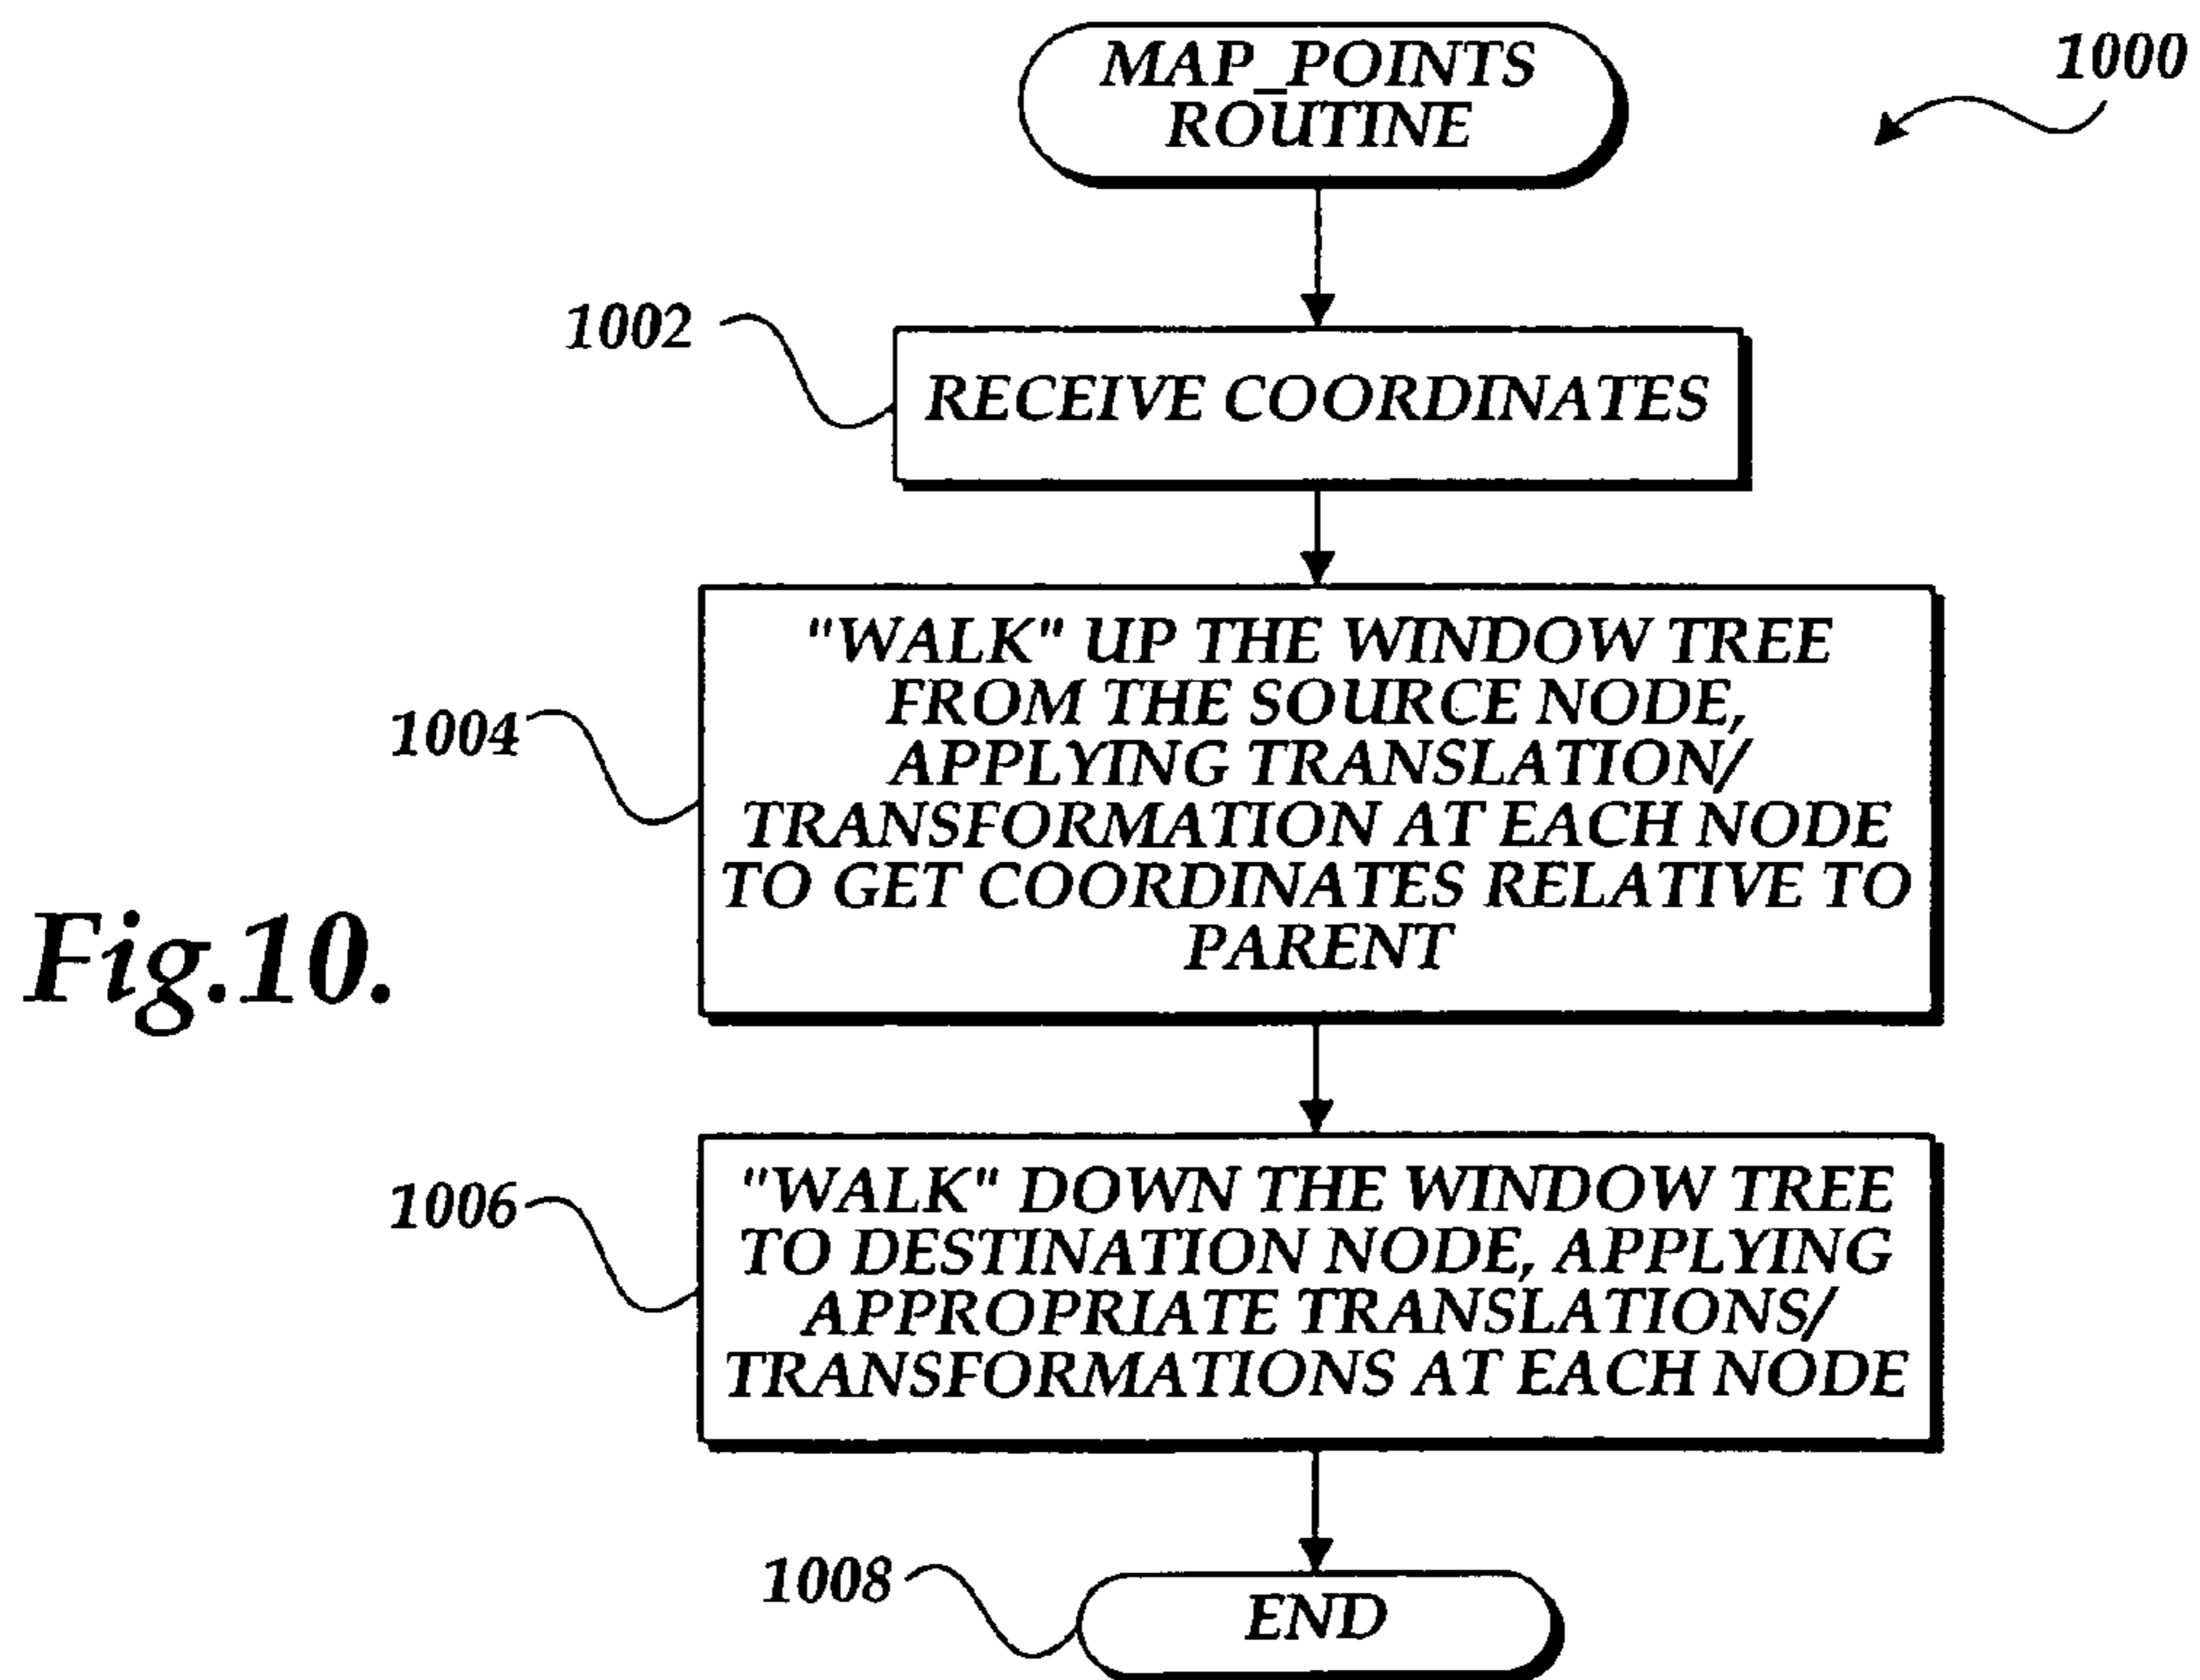 MAP_POINTS
ROUTINE
1000
1002
RECEIVE COORDINATES
1004
"WALK" UP THE WINDOW TREE
FROM THE SOURCE NODE,
APPLYING TRANSLATION/
TRANSFORMATION AT EACH NODE
TO GET COORDINATES RELATIVE TO
PARENT
Fig.10.
1006
"WALK" DOWN THE WINDOW TREE
TO DESTINATION NODE, APPLYING
APPROPRIATE TRANSLATIONS/
TRANSFORMATIONS AT EACH NODE
1008
END